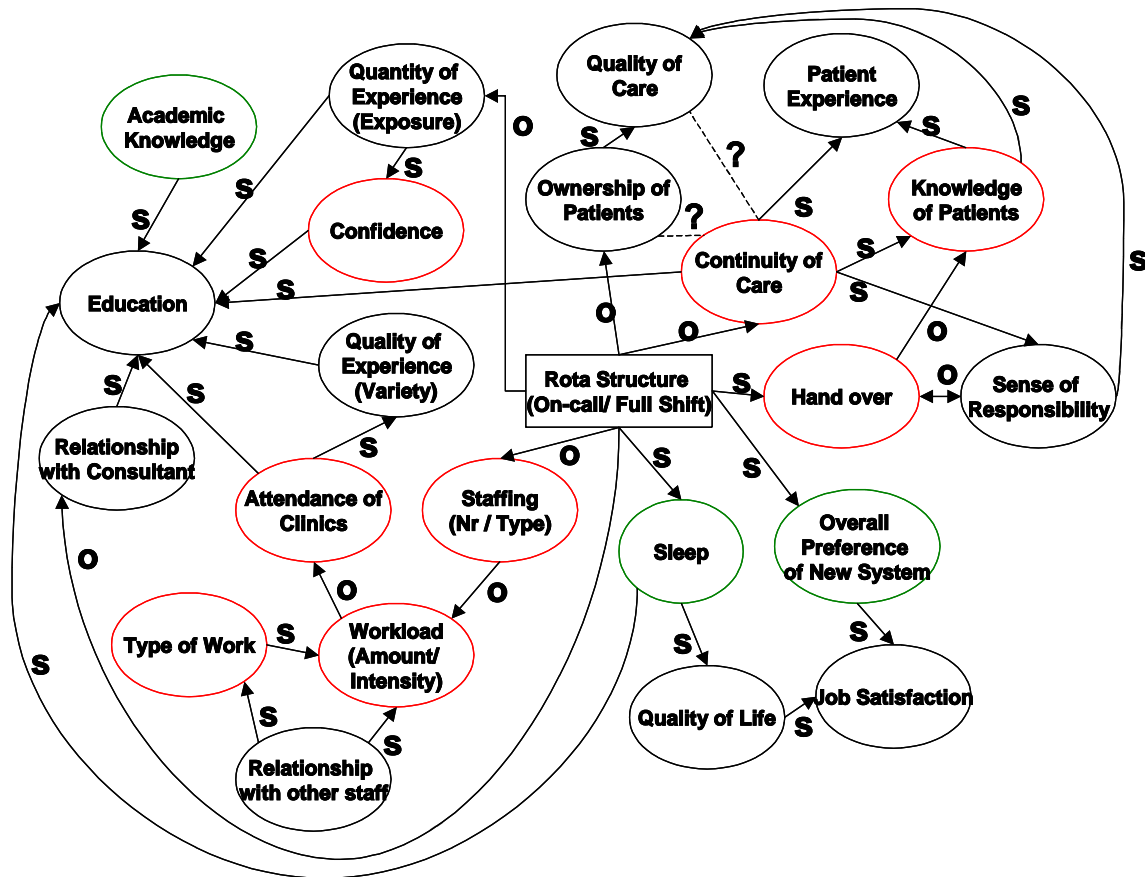 Quality of
Care
Patient
Experience
Quantity of
Experience
(Exposure)
Academic
Knowledge
O
S
S
S
?
Ownership of
Patients
?
S
Knowledge
of Patients
S
S
Confidence
S
S
S
Continuity of
Care
S
S
S
S
Education
O
O
O
Quality of
Experience
(Variety)
S
Rota Structure
(On-call/ Full Shift)
S
Hand over
O
Sense of
Responsibility
S
S
Relationship
with Consultant
S
O
S
S
Attendance of
Clinics
Staffing
(Nr / Type)
Sleep
Overall
Preference
of New System
O
O
O
Type of Work
S
Workload
(Amount/
Intensity)
S
S
S
Quality of Life
S
Job Satisfaction
S
S
Relationship
with other staff